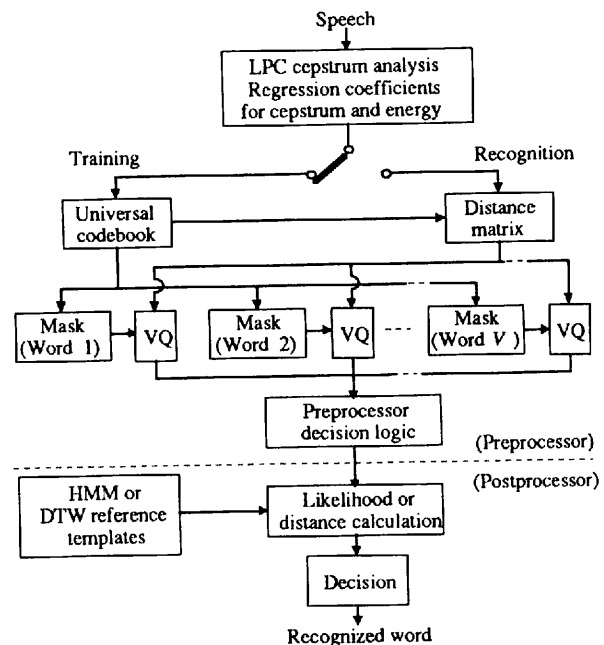 Speech
LPC cepstrum analysis
Regression coefficients
for cepstrum and energy
Training
Recognition
Universal
codebook
Distance
matrix
Mask
(Word 1)
VQ
Mask
(Word 2)
VQ
Mask
(Word V )
VQ
Preprocessor
decision logic
(Preprocessor)
(Postprocessor)
HMM or
DTW reference
templates
Likelihood or
distance calculation
Decision
Recognized word